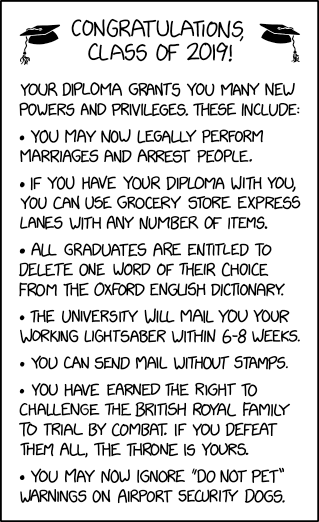 CONGRATULATIONS,
CLASS OF 2019!
YOUR DIPLOMA GRANTS YOU MANY NEW
POWERS AND PRIVILEGES. THESE INCLUDE:
• YOU MAY NOW LEGALLY PERFORM
MARRIAGES AND ARREST PEOPLE.
• IF YOU HAVE YOUR DIPLOMA WITH YOU,
YOU CAN USE GROCERY STORE EXPRESS
LANES WITH ANY NUMBER OF ITEMS.
• ALL GRADUATES ARE ENTITLED TO
DELETE ONE WORD OF THEIR CHOICE
FROM THE OXFORD ENGLISH DICTIONARY.
• THE UNIVERSITY WILL MAIL YOU YOUR
WORKING LIGHTSABER WITHIN 6-8 WEEKS.
• YOU CAN SEND MAIL WITHOUT STAMPS.
• YOU HAVE EARNED THE RIGHT TO
CHALLENGE THE BRITISH ROYAL FAMILY
TO TRIAL BY COMBAT. IF YOU DEFEAT
THEM ALL, THE THRONE IS YOURS.
• YOU MAY NOW IGNORE "DO NOT PET"
WARNINGS ON AIRPORT SECURITY DOGS.